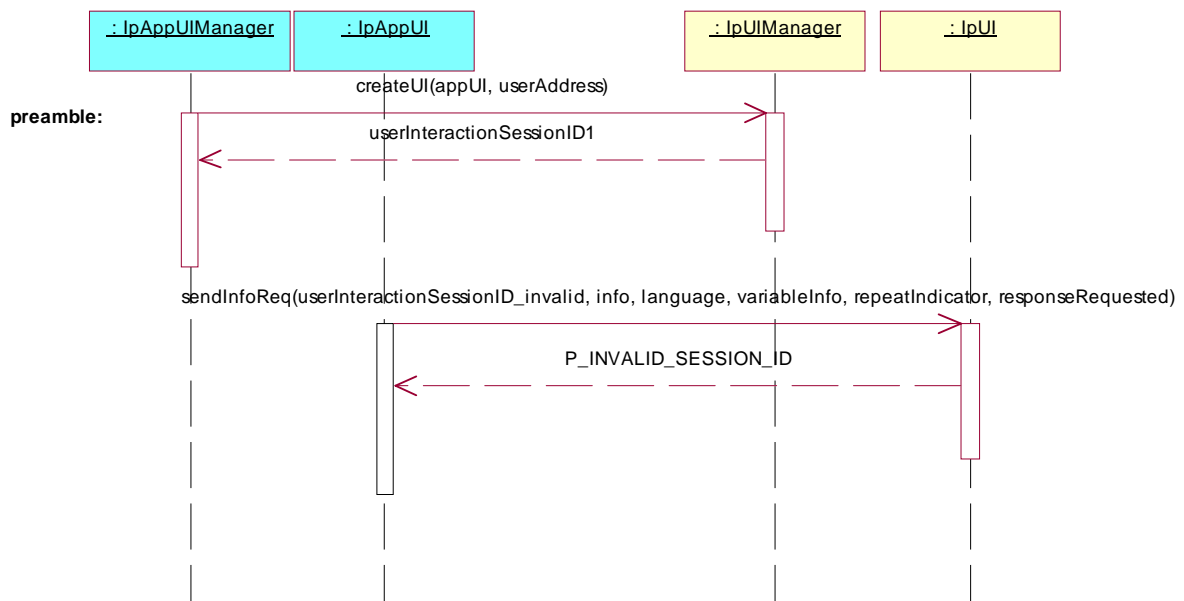 : IpAppUIManager
: IpAppUI
: IpUIManager
: IpUI
createUI(appUI, userAddress)
preamble:
userInteractionSessionID1
sendInfoReq(userInteractionSessionID_invalid, info, language, variableInfo, repeatIndicator, responseRequested)
P_INVALID_SESSION_ID